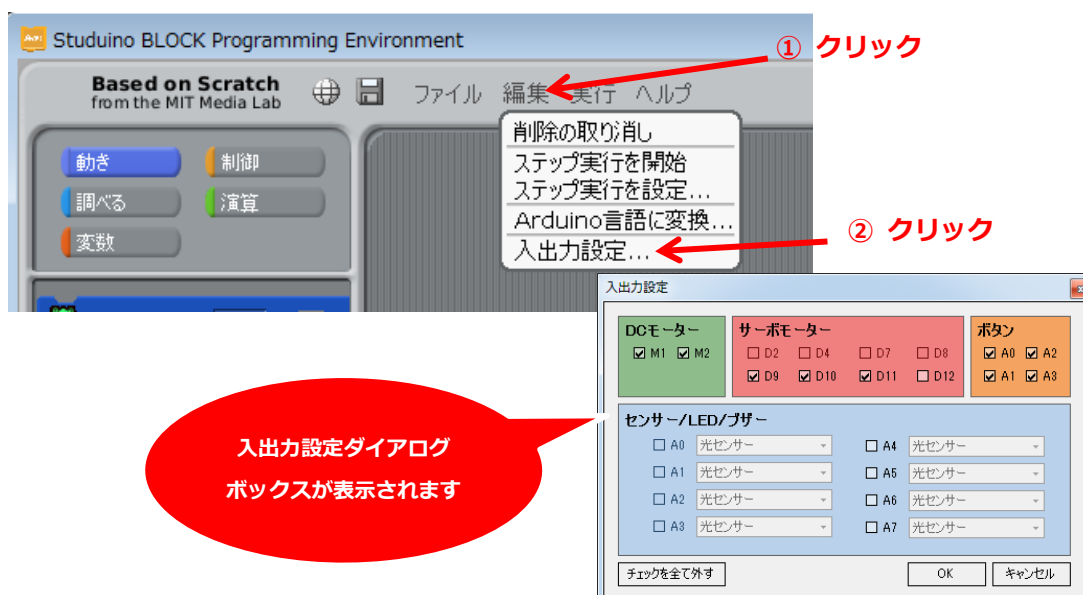 Studuino BLOCK Programming Environment
① クリック
Based on Scratch
from the MIT Media Lab
ファイル 編集 実行 ヘルプ
削除の取り消し
ステップ実行を開始
ステップ実行を設定...
Arduino言語に変換...
入出力設定...
② クリック
動き 制御
調べる 演算
変数
入出力設定
DCモーター サーボモーター ボタン
M1 M2 D2 D4 D7 D8 A0 A2
D9 D10 D11 D12 A1 A3
センサー/LED/ブザー
A0 光センサー A4 光センサー
A1 光センサー A5 光センサー
A2 光センサー A6 光センサー
A3 光センサー A7 光センサー
チェックを全て外す OK キャンセル
入出力設定ダイアログ
ボックスが表示されます